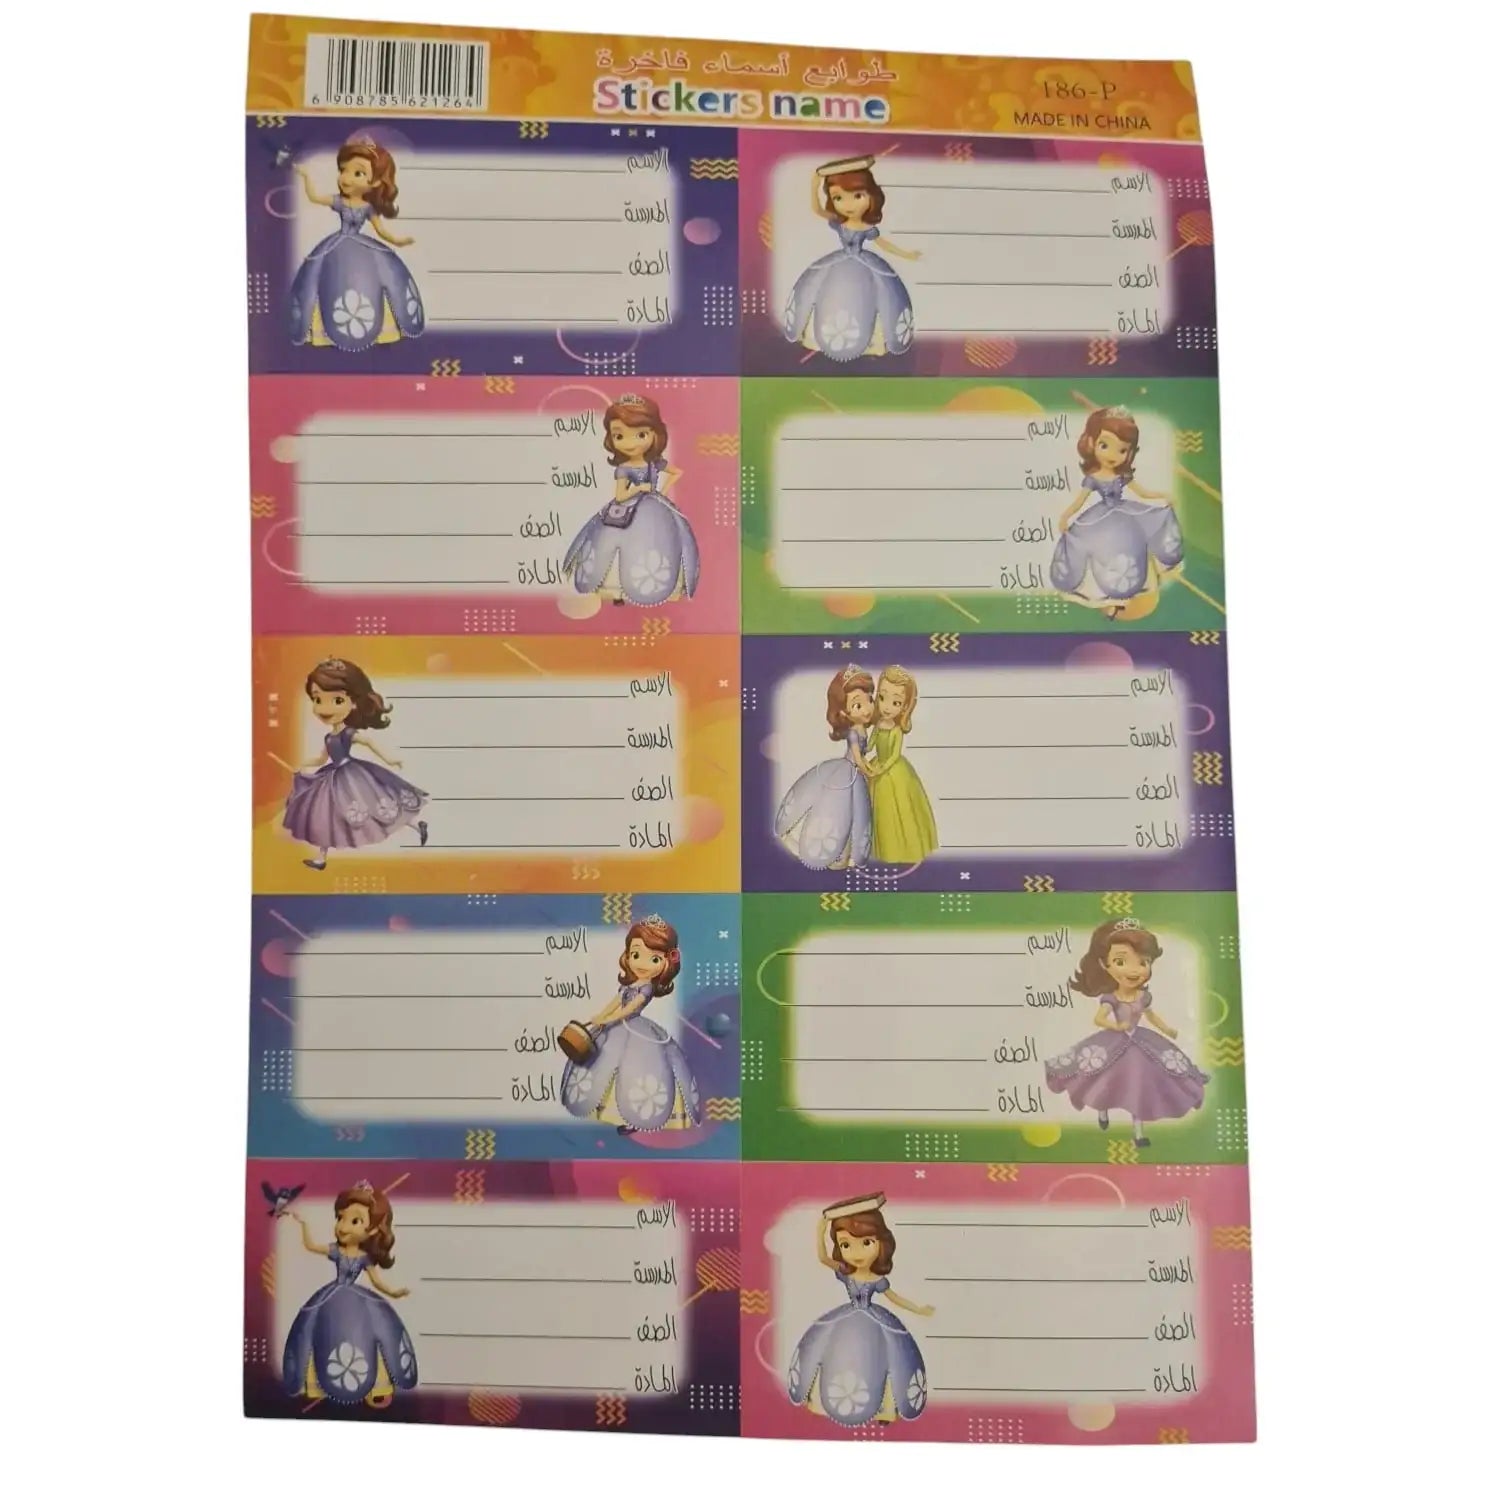 طوابع أسماء فاخرة
Stickers name
186-P
MADE IN CHINA
6 908785 621264
الاسم
المدرسة
الصف
المادة
الاسم
المدرسة
الصف
المادة
الاسم
المدرسة
الصف
المادة
الاسم
المدرسة
الصف
المادة
الاسم
المدرسة
الصف
المادة
الاسم
المدرسة
الصف
المادة
الاسم
المدرسة
الصف
المادة
الاسم
المدرسة
الصف
المادة
الاسم
المدرسة
الصف
المادة
الاسم
المدرسة
الصف
المادة